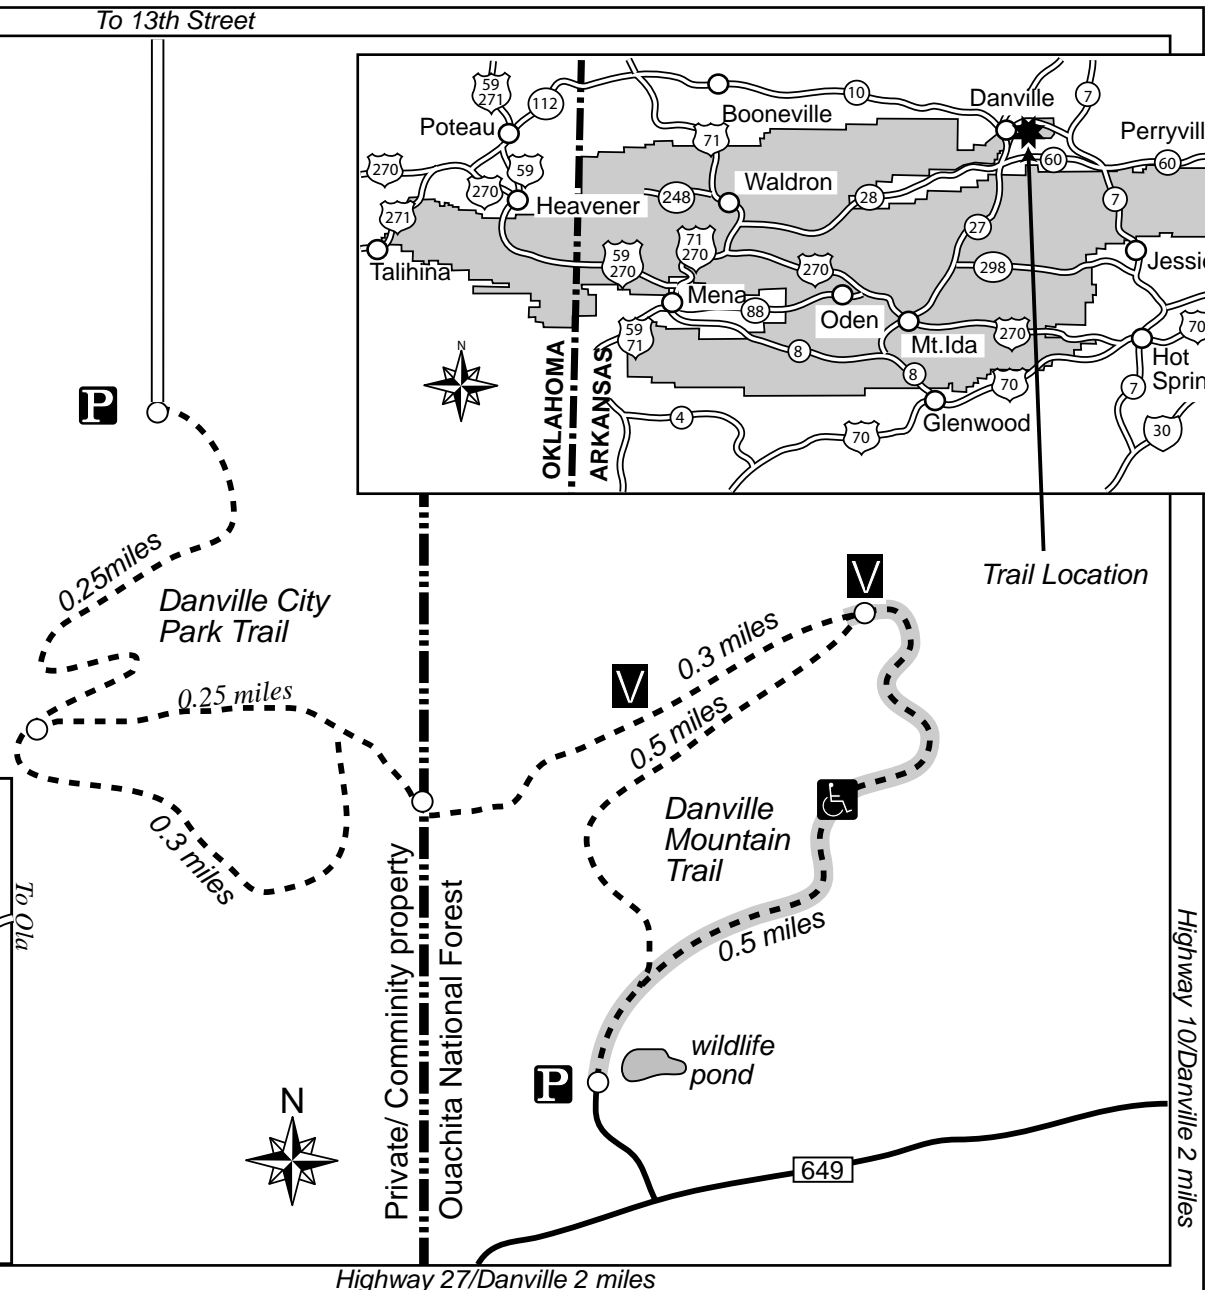 To 13th Street
59
271
112
Poteau
Booneville
10
Danville
7
Perryvill
71
270
59
270
60
60
Waldron
248
28
7
Heavener
271
27
71
270
Talihina
59
270
270
298
Jessie
Mena
88
Oden
59
71
Mt.Ida
270
70
8
8
Hot
Sprin
N
70
7
OKLAHOMA
ARKANSAS
4
Glenwood
70
30
P
0.25miles
Danville City
Park Trail
V
Trail Location
0.3 miles
V
0.25 miles
0.5 miles
Danville
Mountain
Trail
0.3 miles
To Ola
0.5 miles
Private/ Comminity property
Ouachita National Forest
wildlife
pond
P
N
649
Highway 10/Danville 2 miles
Highway 27/Danville 2 miles